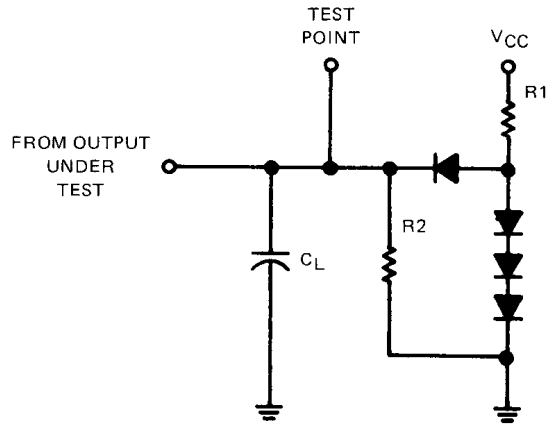 TEST
POINT
VCC
R1
FROM OUTPUT
UNDER
TEST
R2
CL